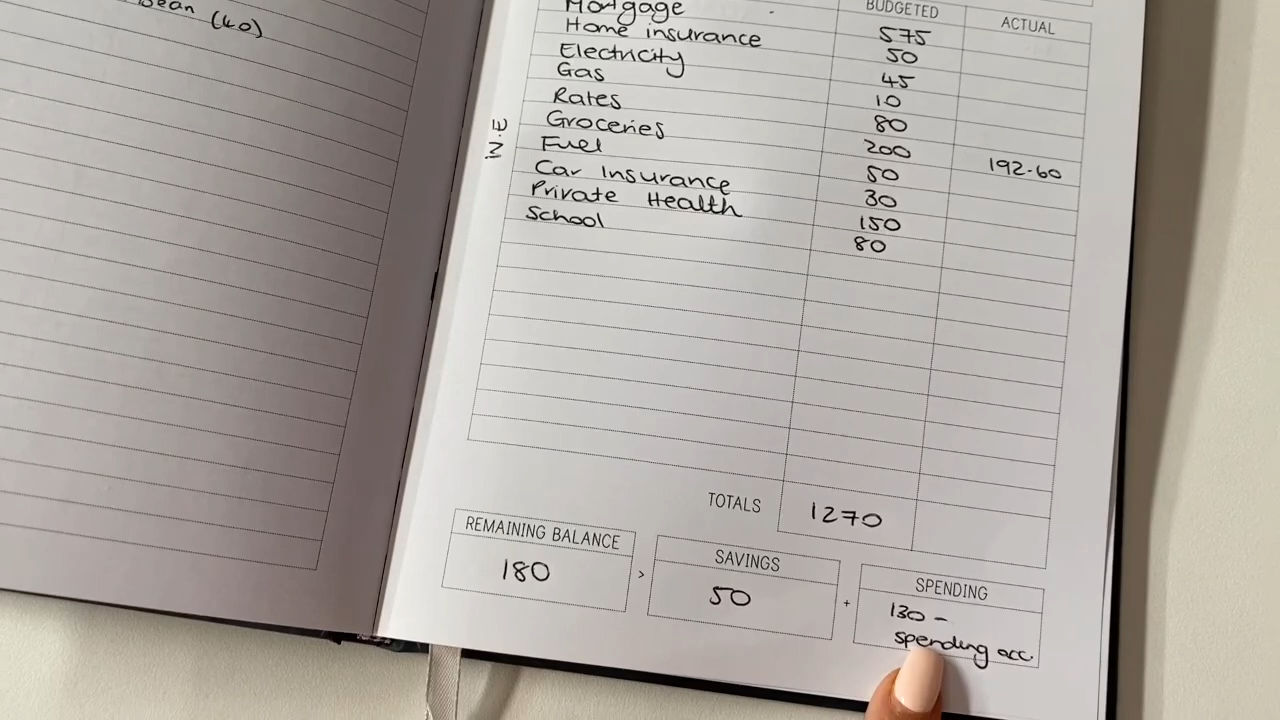 Dean (40)
BUDGETED ACTUAL
Mortgage 575
Home insurance 50
Electricity 45
Gas 10
Rates 80
Groceries 200 192.60
Fuel 50
Car Insurance 30
Private Health 150
School 80
W.E
TOTALS 1270
REMAINING BALANCE
180
>
SAVINGS
50
+
SPENDING
130 -
spending acc.